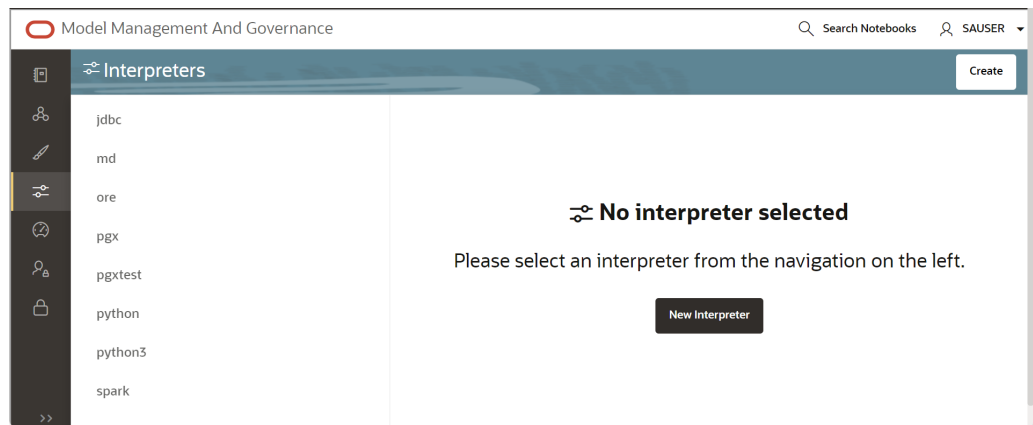 Model Management And Governance
Search Notebooks
SAUSER
Interpreters
Create
jdbc
md
ore
pgx
pgxtest
python
python3
spark
No interpreter selected
Please select an interpreter from the navigation on the left.
New Interpreter
>>